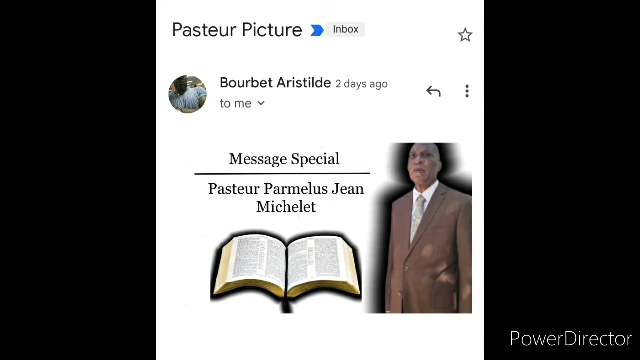 Pasteur Picture Inbox
Bourbet Aristilde 2 days ago
to me
Message Special
Pasteur Parmelus Jean
Michelet
PowerDirector